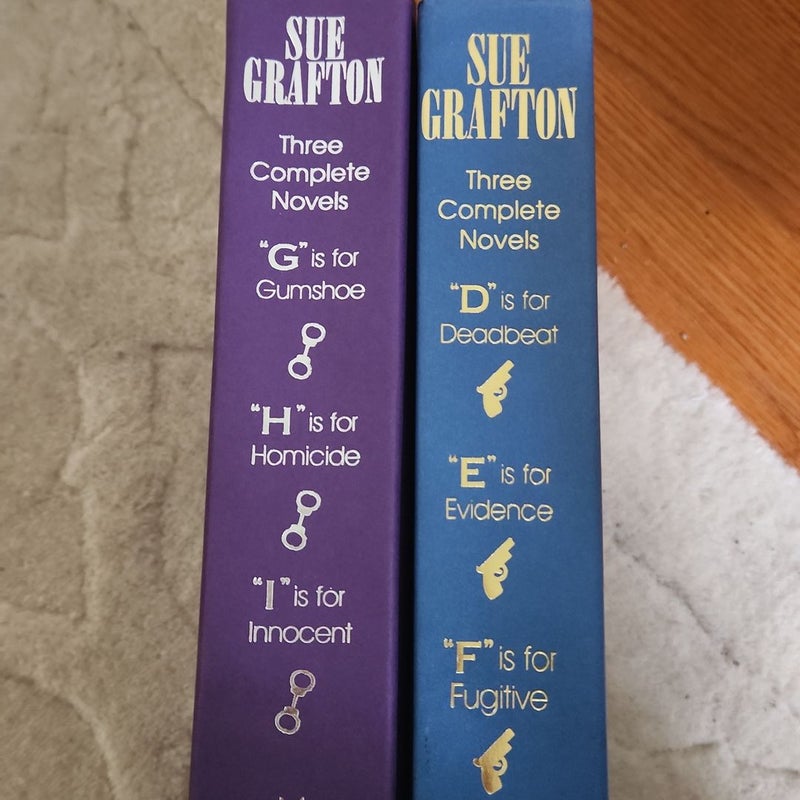 SUE
GRAFTON
Three
Complete
Novels
"G" is for
Gumshoe
"H" is for
Homicide
"I" is for
Innocent
SUE
GRAFTON
Three
Complete
Novels
"D" is for
Deadbeat
"E" is for
Evidence
"F" is for
Fugitive